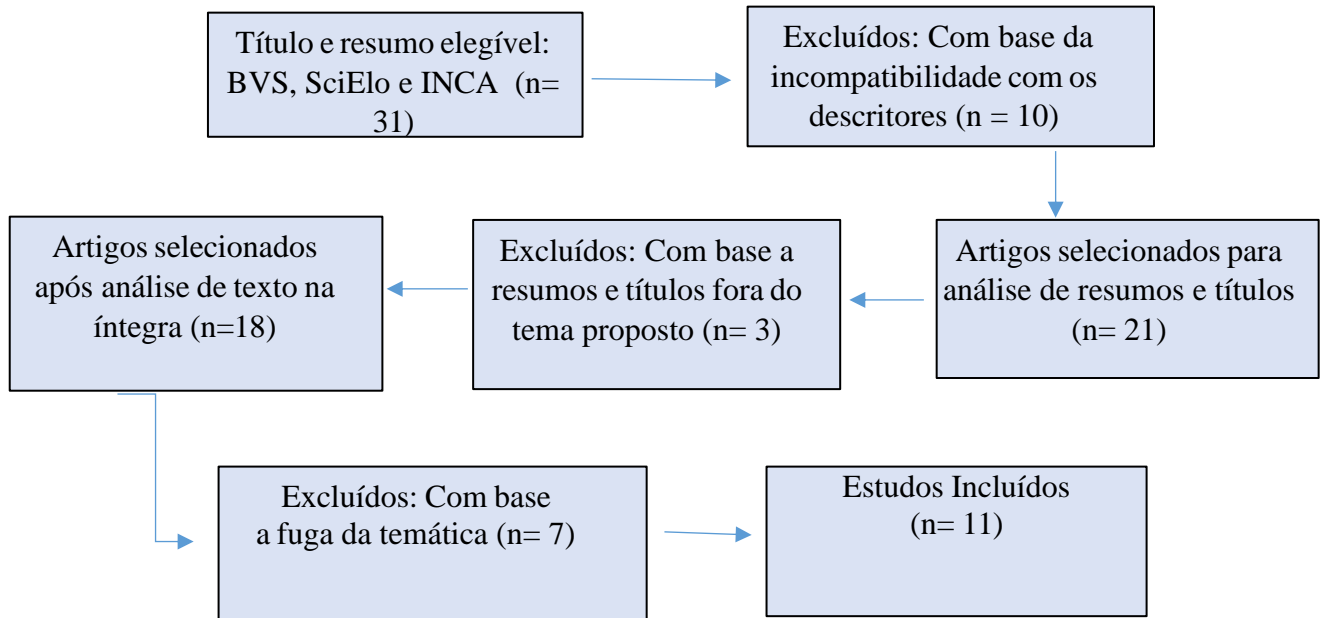 Título e resumo elegível:
BVS, SciElo e INCA (n=
31)
Excluídos: Com base da
incompatibilidade com os
descritores (n = 10)
Artigos selecionados para
análise de resumos e títulos
(n= 21)
Excluídos: Com base a
resumos e títulos fora do
tema proposto (n= 3)
Artigos selecionados
após análise de texto na
íntegra (n=18)
Excluídos: Com base
a fuga da temática (n= 7)
Estudos Incluídos
(n= 11)